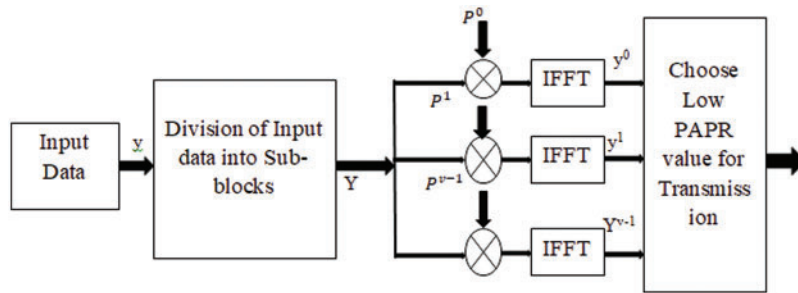 P⁰
Input
Data
y
Division of Input
data into Sub-
blocks
Y
P¹
P^{v-1}
IFFT
y⁰
IFFT
y¹
IFFT
Y^{v-1}
Choose
Low
PAPR
value for
Transmiss
ion